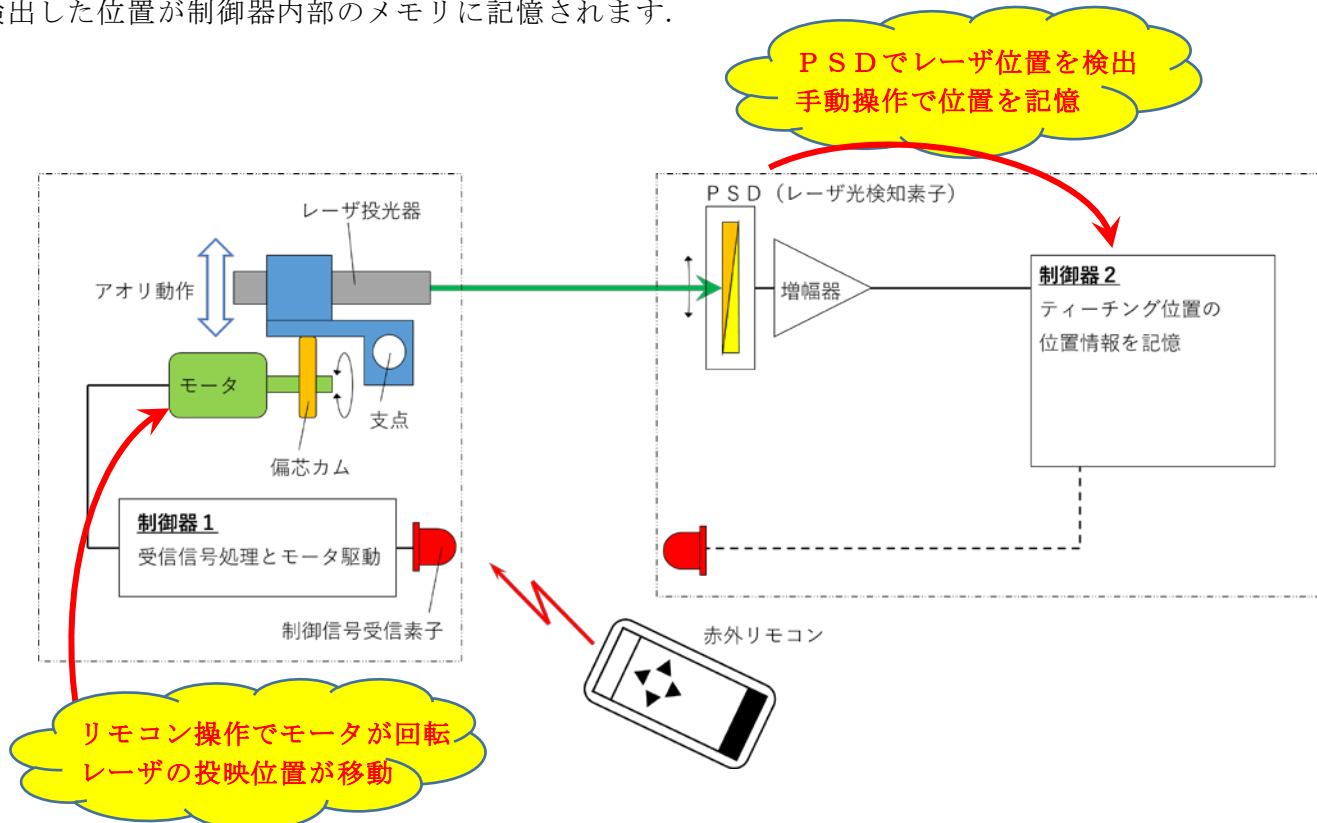 検出した位置が制御器内部のメモリに記憶されます.
ＰＳＤでレーザ位置を検出
手動操作で位置を記憶
ＰＳＤ（レーザ光検知素子）
レーザ投光器
アオリ動作
増幅器
制御器２
ティーチング位置の
位置情報を記憶
モータ
支点
偏芯カム
制御器１
受信信号処理とモータ駆動
制御信号受信素子
赤外リモコン
リモコン操作でモータが回転
レーザの投映位置が移動